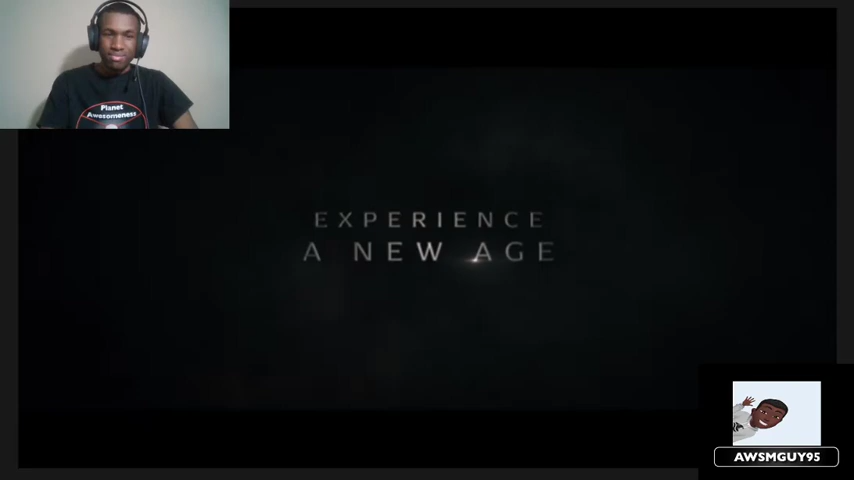 Planet
Awesomeness
EXPERIENCE
A NEW AGE
AWSMGUY95